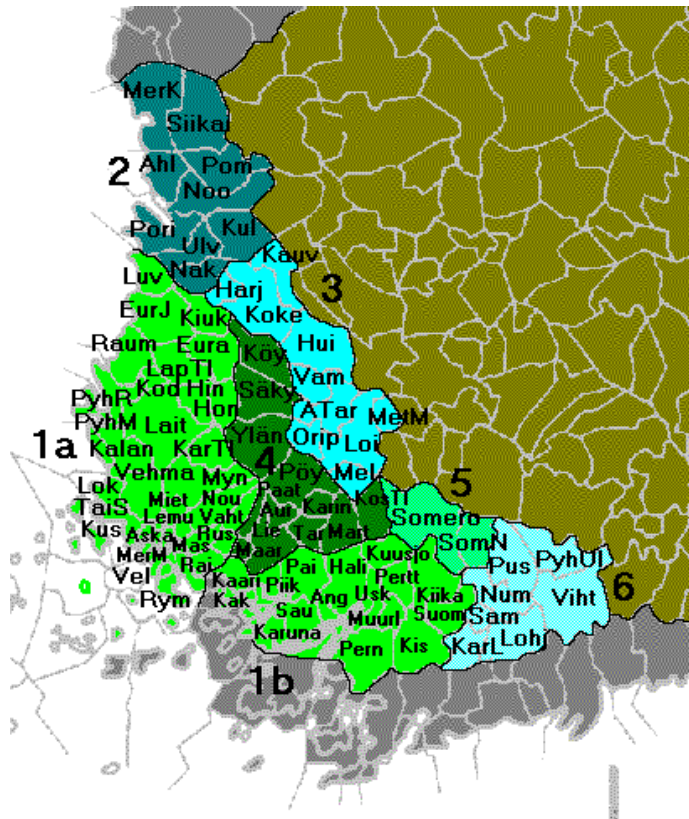 MerK
Siikai
2 Ahl Pom
Noo
Pori Kul
Ulv
Kauv
Nak
Luv Harj 3
EurJ Kiuk Koke
Raum Eura Hui
Köy
LapTl Vam
Kod Hin Säky
PyhR Hon ATar MetM
PyhM Lait
Ylän Orip Loi
1a Kalan KarT
4
Vehma Myn Pöy Mel
Lok Paat KosTl 5
Miet Nou Karin
TaiS Lemu Vaht Aur Somero
Kus Aska Russ Lie Tar Mart
MerM Mas Maar Kuusjo SomN
Rai Pai Hali Pus PyhUl
Vel Kaari Piik Pertt
Rym Kak Ang Usk Kiika Num Viht 6
Sau Muurl Suom Sam
Karuna Loh
Pern Kis KarL
1b